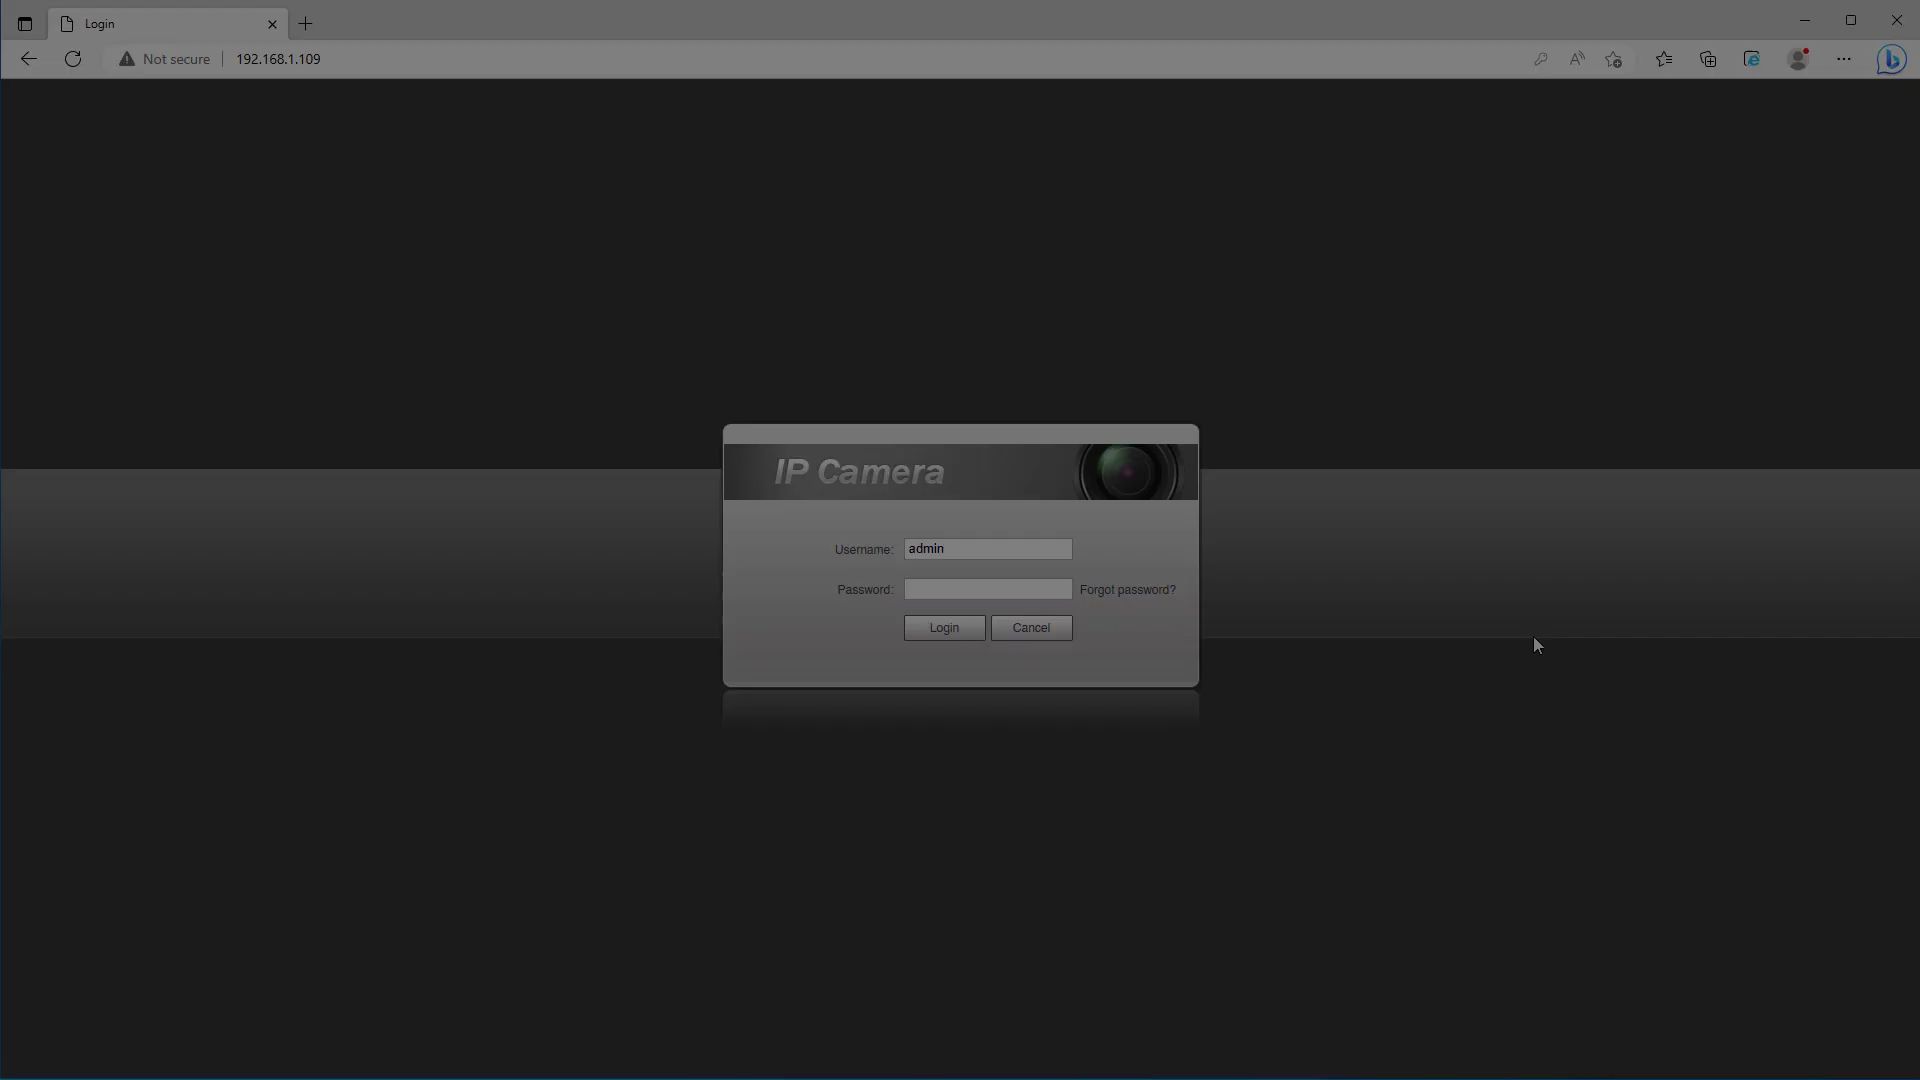 Login
Not secure
192.168.1.109
IP Camera
Username: admin
Password:
Forgot password?
Login
Cancel